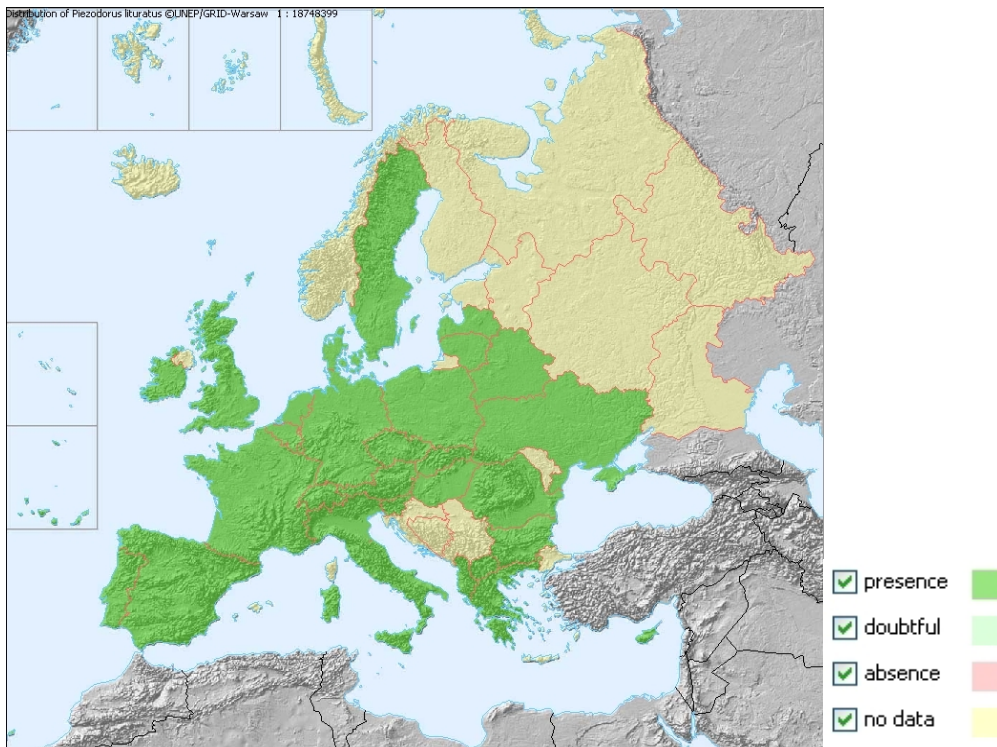 Distribution of Piezodorus lituratus ©UNEP/GRID-Warsaw 1 : 18748399
presence
doubtful
absence
no data